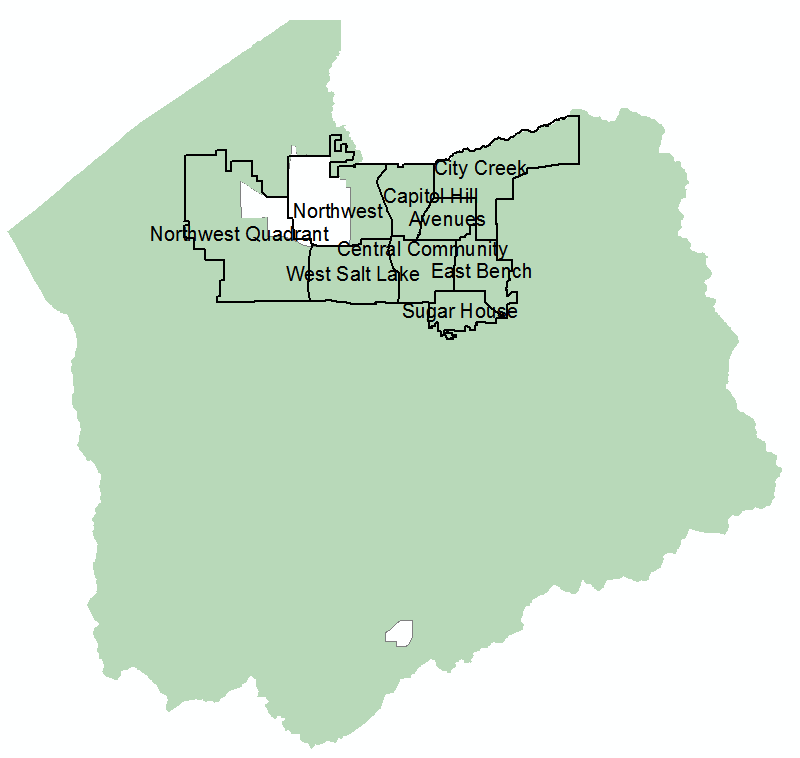 City Creek
Capitol Hill
Northwest
Avenues
Northwest Quadrant
Central Community
West Salt Lake
East Bench
Sugar House